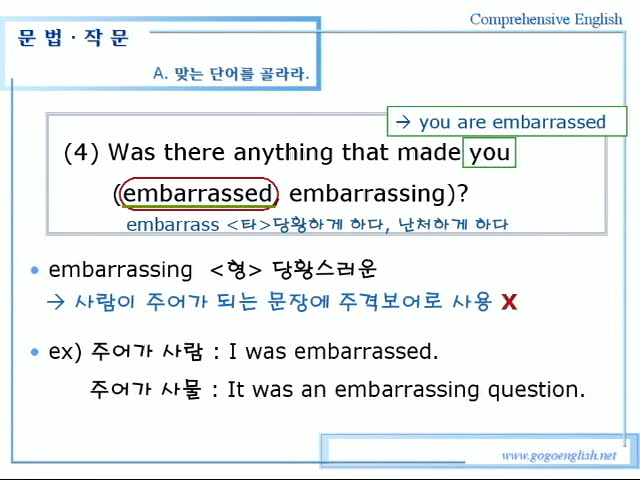 Comprehensive English
문 법 · 작 문
A. 맞는 단어를 골라라.
→ you are embarrassed
(4) Was there anything that made you
(embarrassed, embarrassing)?
embarrass <타>당황하게 하다, 난처하게 하다
• embarrassing <형> 당황스러운
→ 사람이 주어가 되는 문장에 주격보어로 사용 X
• ex) 주어가 사람 : I was embarrassed.
주어가 사물 : It was an embarrassing question.
www.gogoenglish.net